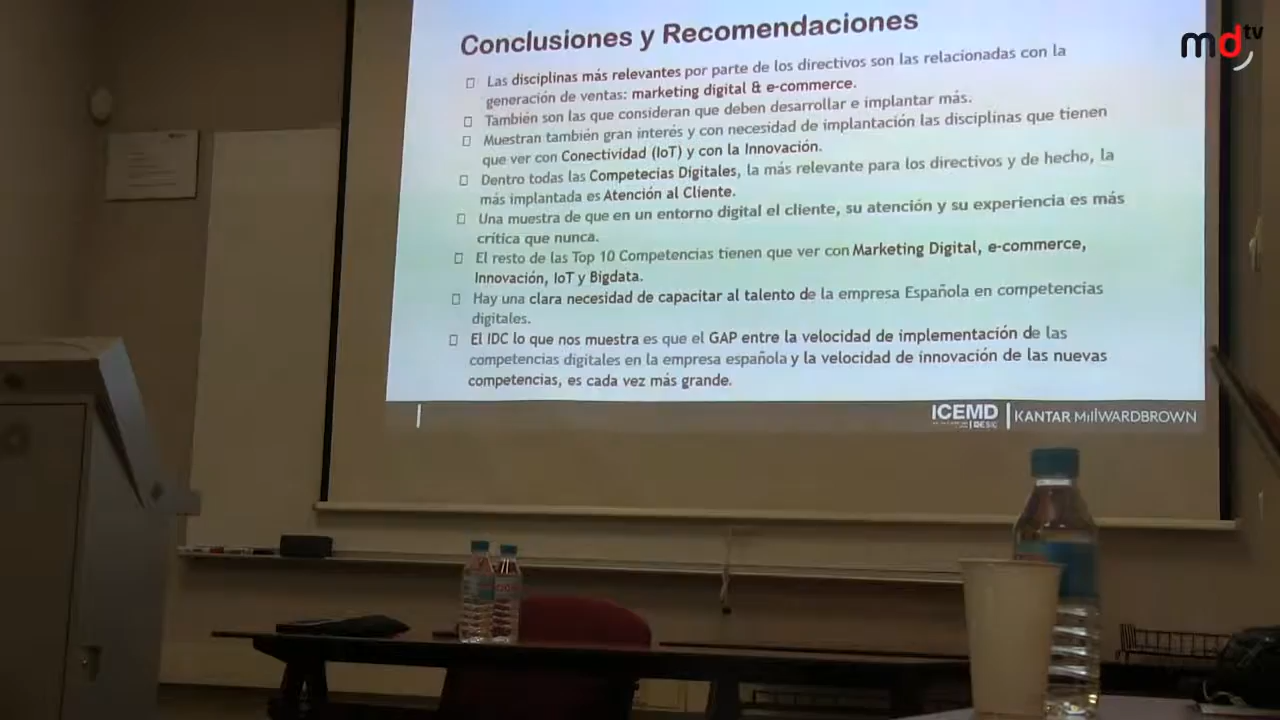 md tv
Conclusiones y Recomendaciones
Las disciplinas más relevantes por parte de los directivos son las relacionadas con la
generación de ventas: marketing digital & e-commerce.
También son las que consideran que deben desarrollar e implantar más.
Muestran también gran interés y con necesidad de implantación las disciplinas que tienen
que ver con Conectividad (IoT) y con la Innovación.
Dentro todas las Competecias Digitales, la más relevante para los directivos y de hecho, la
más implantada es Atención al Cliente.
Una muestra de que en un entorno digital el cliente, su atención y su experiencia es más
crítica que nunca.
El resto de las Top 10 Competencias tienen que ver con Marketing Digital, e-commerce,
Innovación, IoT y Bigdata.
Hay una clara necesidad de capacitar al talento de la empresa Española en competencias
digitales.
El IDC lo que nos muestra es que el GAP entre la velocidad de implementación de las
competencias digitales en la empresa española y la velocidad de innovación de las nuevas
competencias, es cada vez más grande.
ICEMD | KANTAR MillWARDBROWN
ESIC